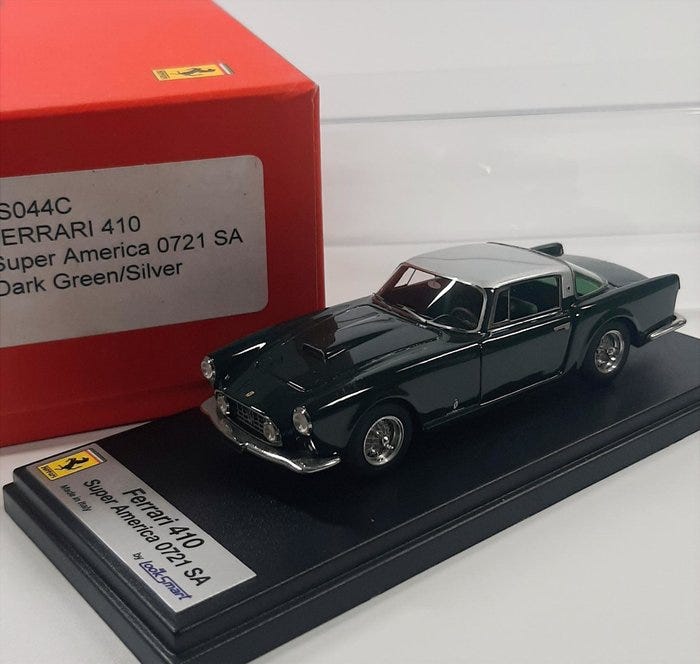 S044C
ERRARI 410
Super America 0721 SA
Dark Green/Silver
Ferrari
Made in Italy
Ferrari 410
Super America 0721 SA
by LookSmart